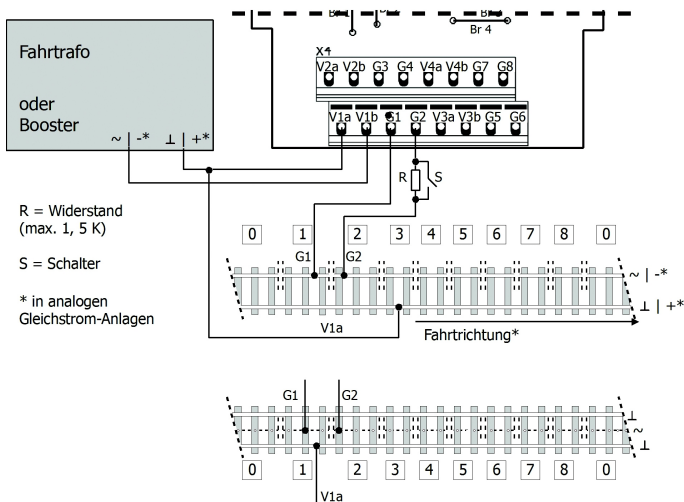 Br 4
X4
V2a V2b G3 G4 V4a V4b G7 G8
Fahrtrafo
oder
Booster
~ | -* ⊥ | +*
V1a V1b G1 G2 V3a V3b G5 G6
R S
R = Widerstand
(max. 1, 5 K)
S = Schalter
* in analogen
Gleichstrom-Anlagen
0 1 2 3 4 5 6 7 8 0
G1 G2
~ | -*
⊥ | +*
V1a
Fahrtrichtung*
G1 G2
⊥
~
⊥
0 1 2 3 4 5 6 7 8 0
V1a